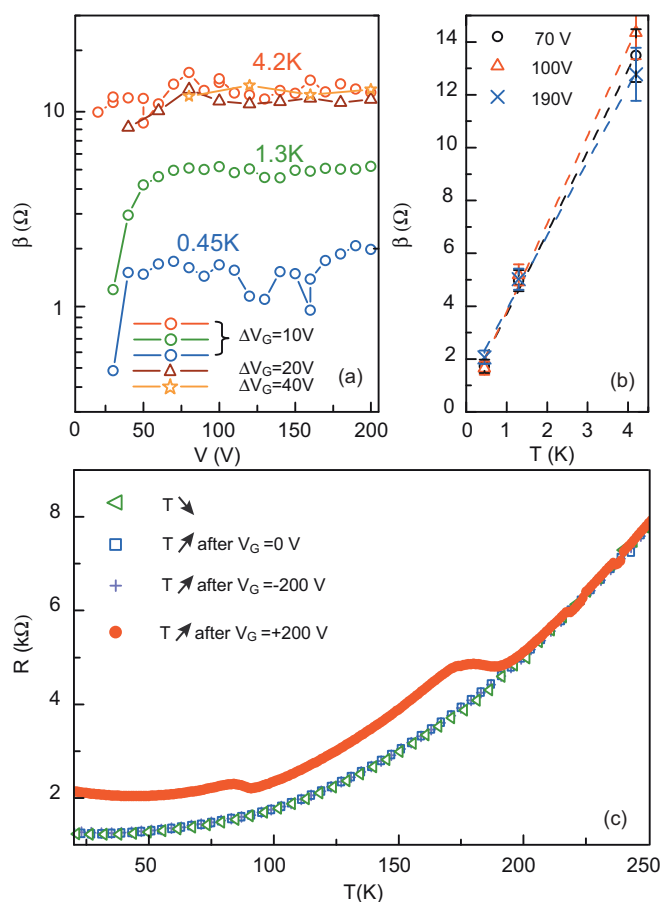 4.2K
1.3K
0.45K
10
1
β (Ω)
ΔV_G=10V
ΔV_G=20V
ΔV_G=40V
(a)
0 50 100 150 200
V (V)
70 V
100V
190V
14
12
10
8
6
4
2
0
β (Ω)
(b)
0 1 2 3 4
T (K)
T ↘
T ↗ after V_G =0 V
T ↗ after V_G =-200 V
T ↗ after V_G =+200 V
8
6
4
2
R (kΩ)
(c)
50 100 150 200 250
T(K)